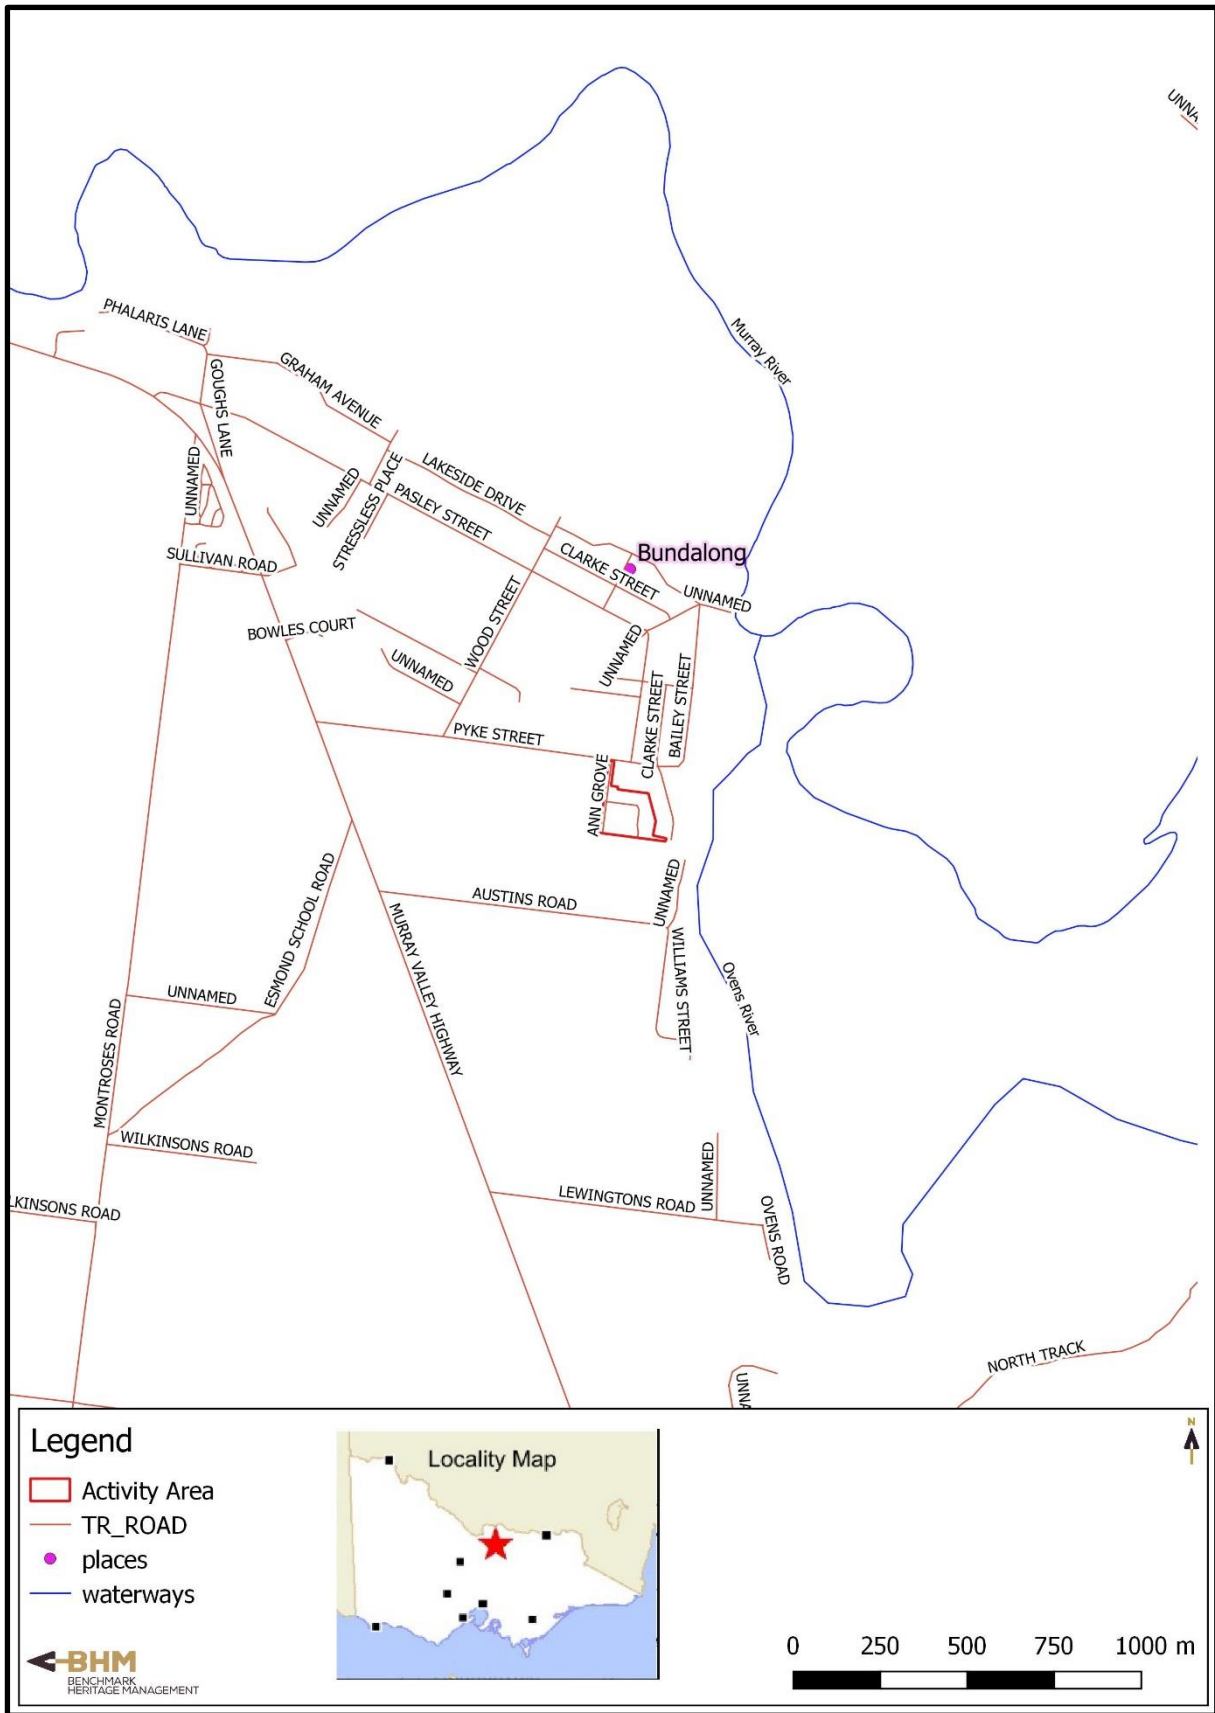 UNNA
PHALARIS LANE
GOUGHS LANE
GRAHAM AVENUE
Murray River
UNNAMED
UNNAMED
STRESSLESS PLACE
LAKESIDE DRIVE
PASLEY STREET
SULLIVAN ROAD
Bundalong
CLARKE STREET
UNNAMED
WOOD STREET
BOWLES COURT
UNNAMED
UNNAMED
CLARKE STREET
BAILEY STREET
PYKE STREET
ANN GROVE
ESMOND SCHOOL ROAD
AUSTINS ROAD
UNNAMED
MURRAY VALLEY HIGHWAY
WILLIAMS STREET
Ovens River
UNNAMED
MONTROSES ROAD
WILKINSONS ROAD
LKINSONS ROAD
LEWINGTONS ROAD
UNNAMED
OVENS ROAD
NORTH TRACK
UNNA
Legend
Activity Area
TR_ROAD
places
waterways
BHM
BENCHMARK
HERITAGE MANAGEMENT
Locality Map
N
0 250 500 750 1000 m